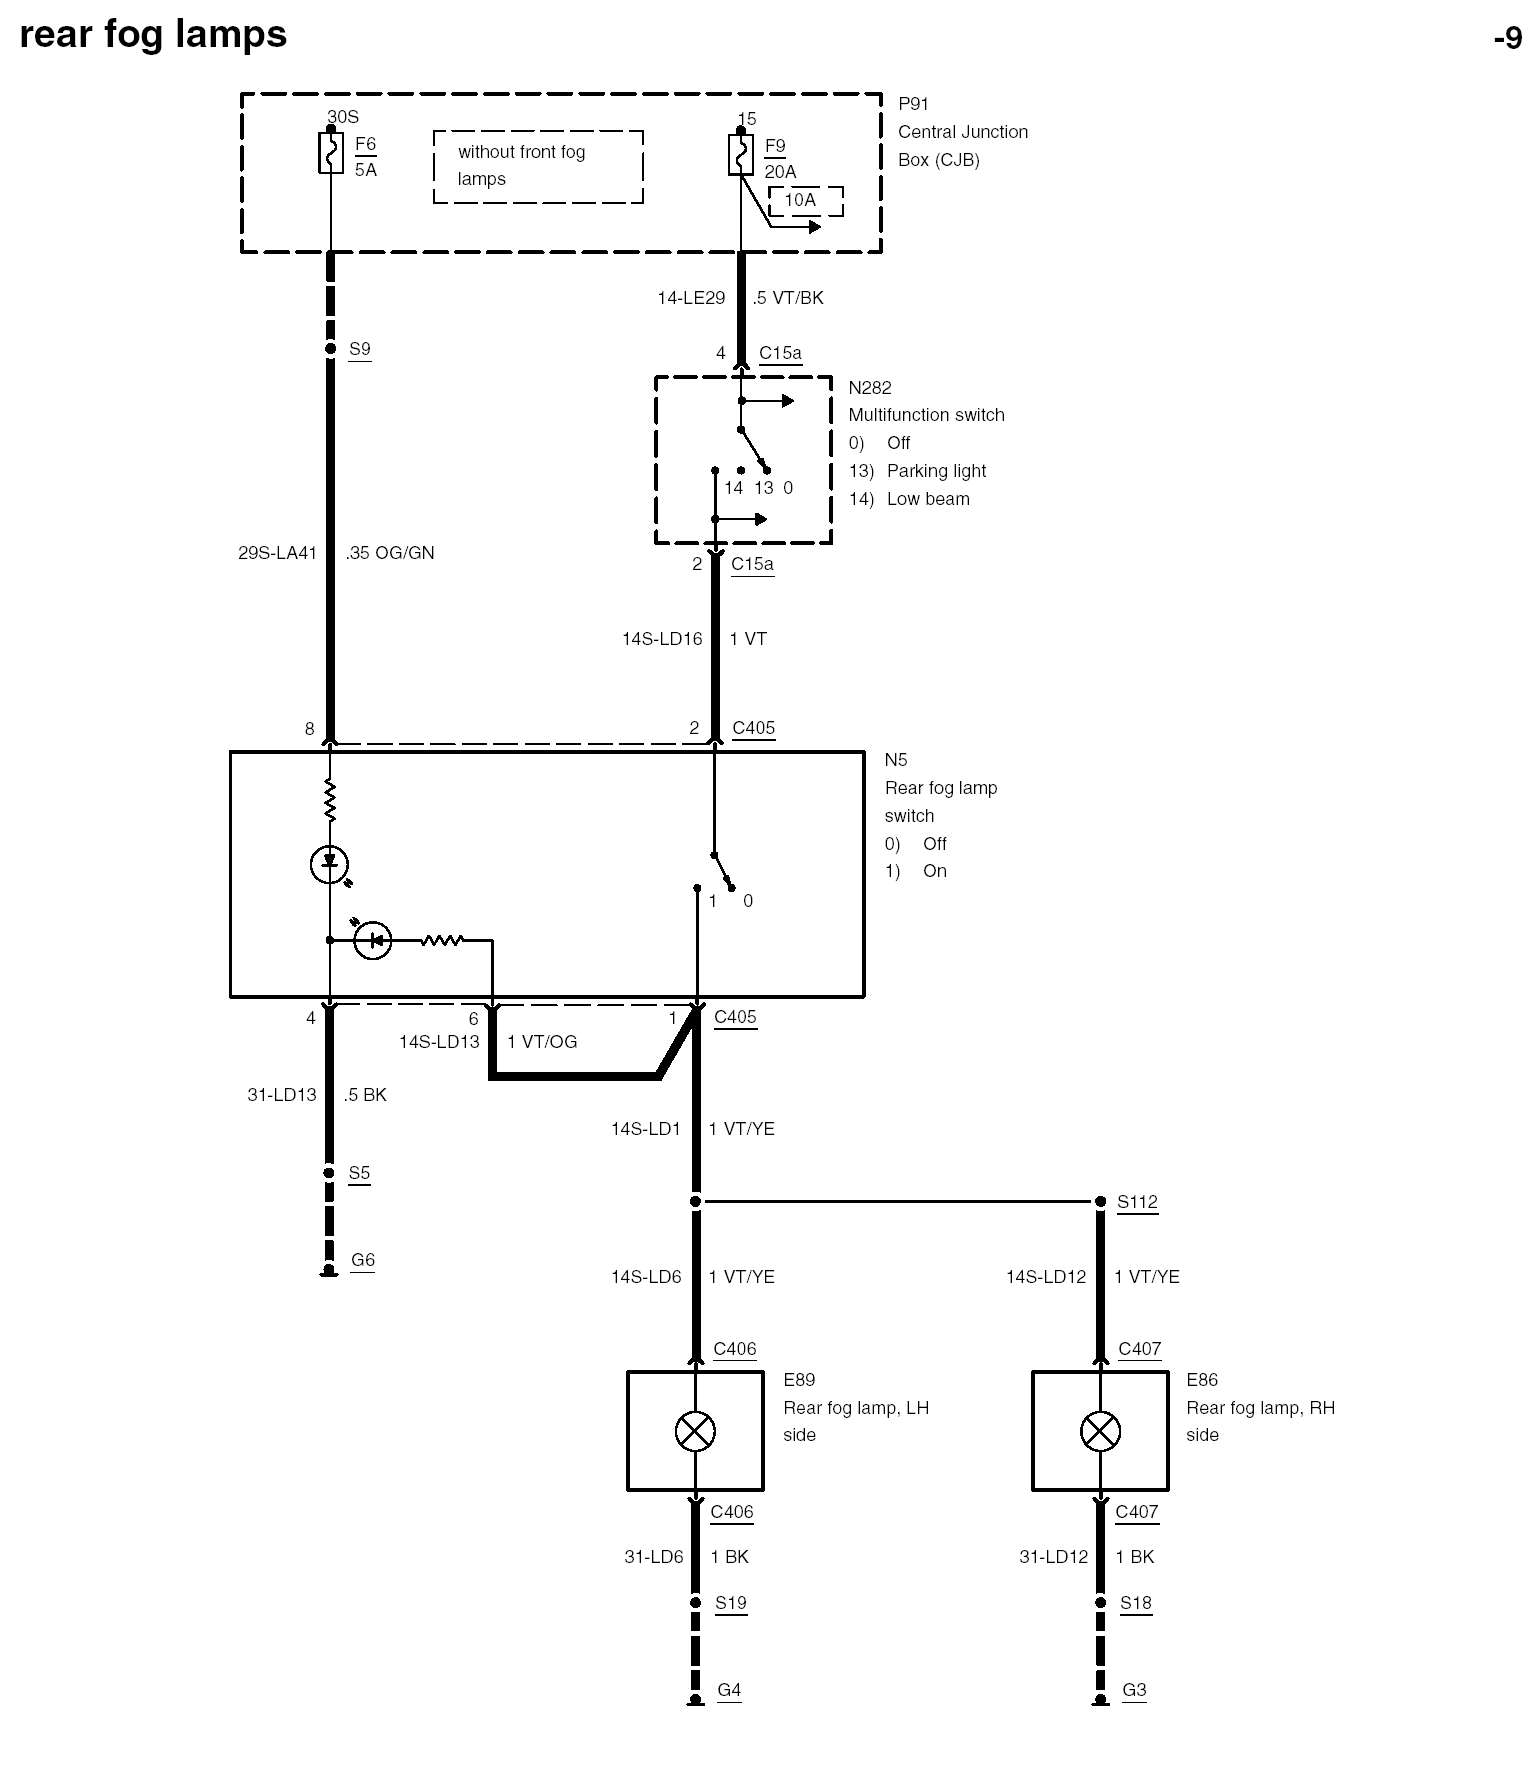 rear fog lamps
-9
30S
F6
5A
without front fog
lamps
15
F9
20A
10A
P91
Central Junction
Box (CJB)
14-LE29
.5 VT/BK
S9
4
C15a
N282
Multifunction switch
0) Off
13) Parking light
14) Low beam
14 13 0
29S-LA41
.35 OG/GN
2
C15a
14S-LD16
1 VT
8
2
C405
N5
Rear fog lamp
switch
0) Off
1) On
1 0
4
6
1
C405
14S-LD13
1 VT/OG
31-LD13
.5 BK
14S-LD1
1 VT/YE
S5
S112
G6
14S-LD6
1 VT/YE
14S-LD12
1 VT/YE
C406
C407
E89
Rear fog lamp, LH
side
E86
Rear fog lamp, RH
side
C406
C407
31-LD6
1 BK
31-LD12
1 BK
S19
S18
G4
G3